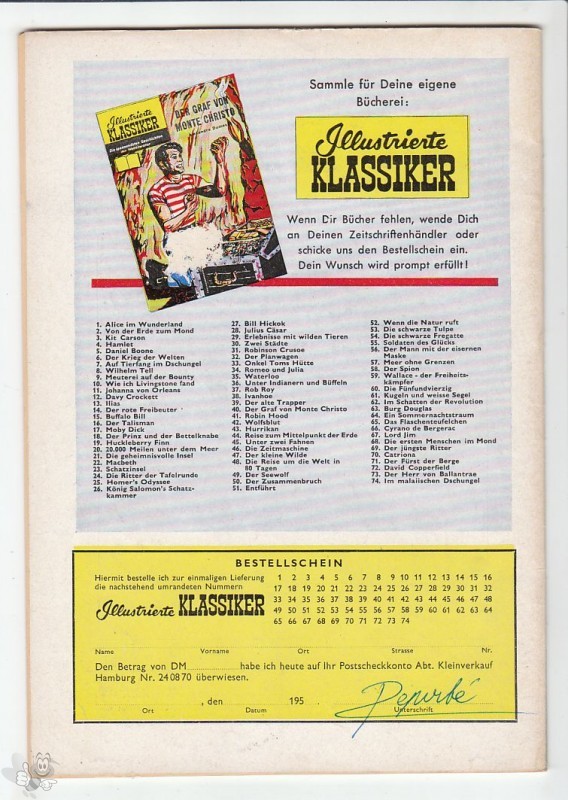 Illustrierte
KLASSIKER
Die spannendsten Geschichten
der Weltliteratur
DER GRAF VON
MONTE CHRISTO
Alexandre Dumas
Sammle für Deine eigene
Bücherei:
Illustrierte
KLASSIKER
Wenn Dir Bücher fehlen, wende Dich
an Deinen Zeitschriftenhändler oder
schicke uns den Bestellschein ein.
Dein Wunsch wird prompt erfüllt!
1. Alice im Wunderland
2. Von der Erde zum Mond
3. Kit Carson
4. Hamlet
5. Daniel Boone
6. Der Krieg der Welten
7. Auf Tierfang im Dschungel
8. Wilhelm Tell
9. Meuterei auf der Bounty
10. Wie ich Livingstone fand
11. Johanna von Orleans
12. Davy Crockett
13. Ilias
14. Der rote Freibeuter
15. Buffalo Bill
16. Der Talisman
17. Moby Dick
18. Der Prinz und der Bettelknabe
19. Huckleberry Finn
20. 20.000 Meilen unter dem Meer
21. Die geheimnisvolle Insel
22. Macbeth
23. Schatzinsel
24. Die Ritter der Tafelrunde
25. Homer's Odyssee
26. König Salomon's Schatz-
kammer
27. Bill Hickok
28. Julius Cäsar
29. Erlebnisse mit wilden Tieren
30. Zwei Städte
31. Robinson Crusoe
32. Der Planwagen
33. Onkel Toms Hütte
34. Romeo und Julia
35. Waterloo
36. Unter Indianern und Büffeln
37. Rob Roy
38. Ivanhoe
39. Der alte Trapper
40. Der Graf von Monte Christo
41. Robin Hood
42. Wolfsblut
43. Hurrikan
44. Reise zum Mittelpunkt der Erde
45. Unter zwei Fahnen
46. Die Zeitmaschine
47. Der kleine Wilde
48. Die Reise um die Welt in
80 Tagen
49. Der Seewolf
50. Der Zusammenbruch
51. Entführt
52. Wenn die Natur ruft
53. Die schwarze Tulpe
54. Die schwarze Fregatte
55. Soldaten des Glücks
56. Der Mann mit der eisernen
Maske
57. Meer ohne Grenzen
58. Der Spion
59. Wallace - der Freiheits-
kämpfer
60. Die Fünfundvierzig
61. Kugeln und weisse Segel
62. Im Schatten der Revolution
63. Burg Douglas
64. Ein Sommernachtstraum
65. Das Flaschenteufelchen
66. Cyrano de Bergerac
67. Lord Jim
68. Die ersten Menschen im Mond
69. Der jüngste Ritter
70. Catriona
71. Der Fürst der Berge
72. David Copperfield
73. Der Herr von Ballantrae
74. Im malaiischen Dschungel
BESTELLSCHEIN
Hiermit bestelle ich zur einmaligen Lieferung
die nachstehend umrandeten Nummern
Illustrierte KLASSIKER
1 2 3 4 5 6 7 8 9 10 11 12 13 14 15 16
17 18 19 20 21 22 23 24 25 26 27 28 29 30 31 32
33 34 35 36 37 38 39 40 41 42 43 44 45 46 47 48
49 50 51 52 53 54 55 56 57 58 59 60 61 62 63 64
65 66 67 68 69 70 71 72 73 74
Name Vorname Ort Strasse Nr.
Den Betrag von DM habe ich heute auf Ihr Postscheckkonto Abt. Kleinverkauf
Hamburg Nr. 240870 überwiesen.
, den 195
Ort Datum Unterschrift